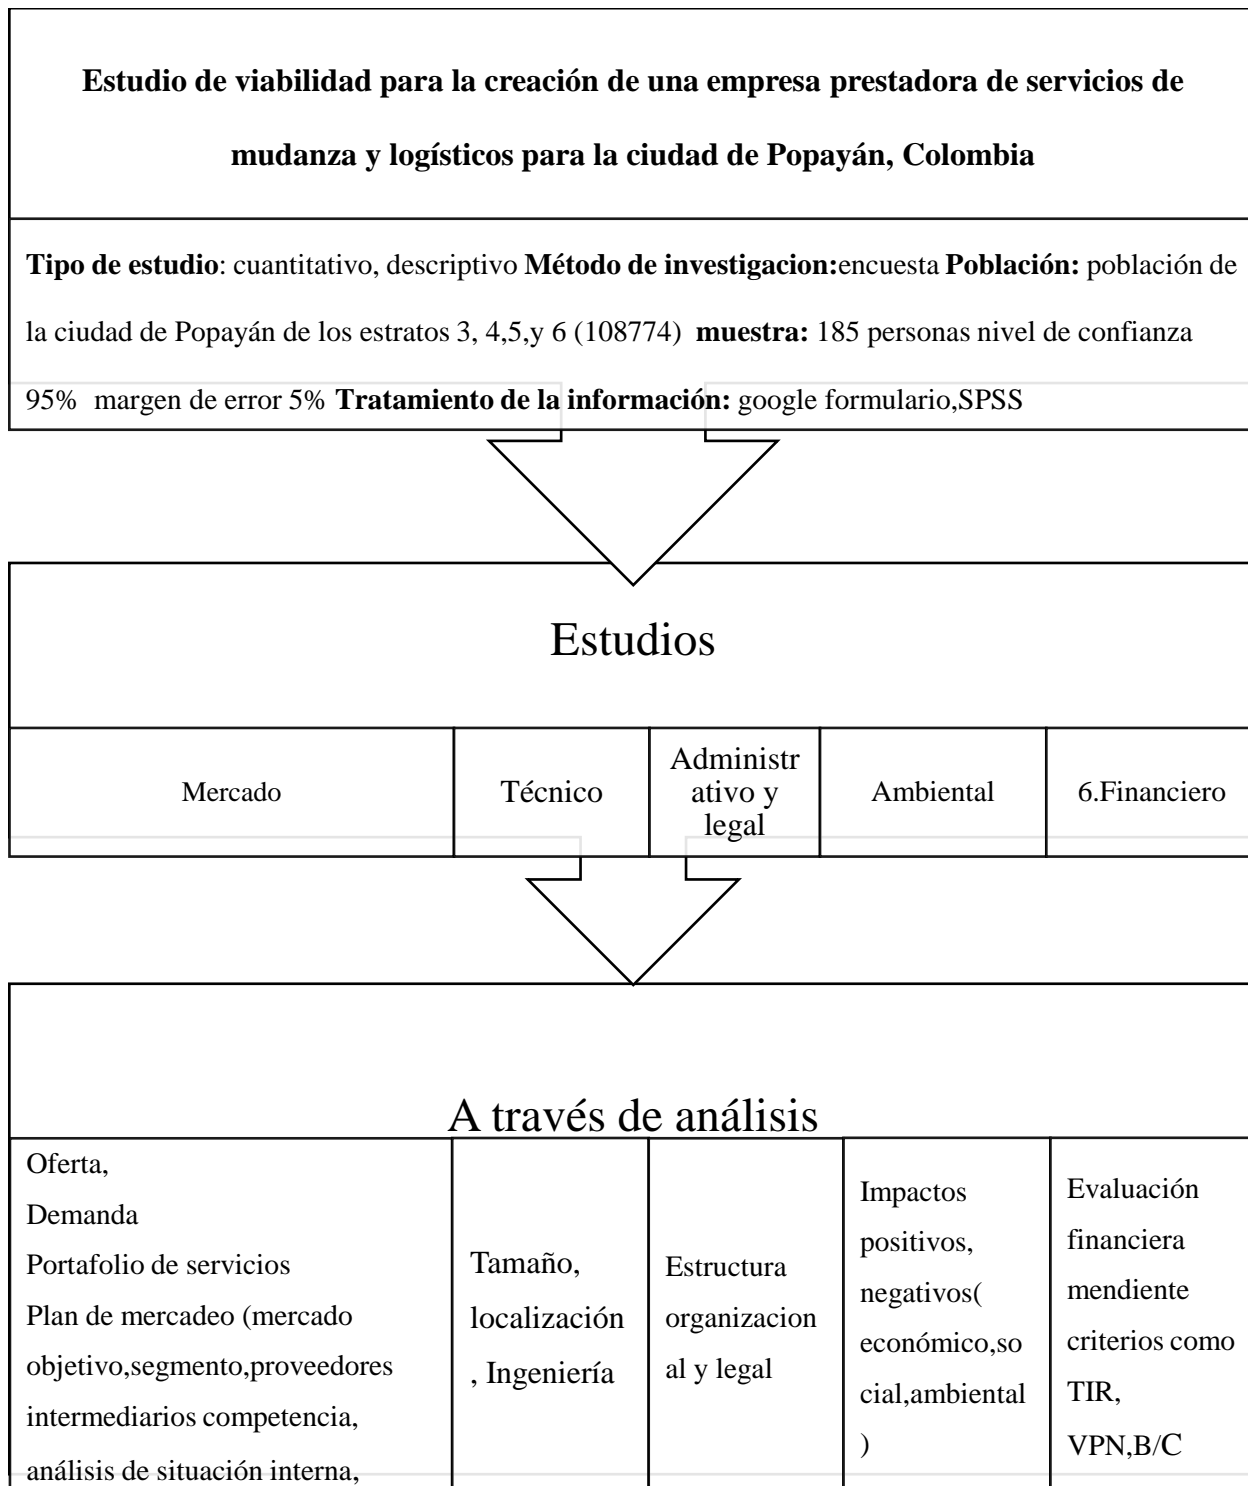 Estudio de viabilidad para la creación de una empresa prestadora de servicios de
mudanza y logísticos para la ciudad de Popayán, Colombia
Tipo de estudio: cuantitativo, descriptivo Método de investigacion:encuesta Población: población de
la ciudad de Popayán de los estratos 3, 4,5,y 6 (108774) muestra: 185 personas nivel de confianza
95% margen de error 5% Tratamiento de la información: google formulario,SPSS
Estudios
Mercado
Técnico
Administr
ativo y
legal
Ambiental
6.Financiero
A través de análisis
Oferta,
Demanda
Portafolio de servicios
Plan de mercadeo (mercado
objetivo,segmento,proveedores
intermediarios competencia,
análisis de situación interna,
Tamaño,
localización
, Ingeniería
Estructura
organizacion
al y legal
Impactos
positivos,
negativos(
económico,so
cial,ambiental
)
Evaluación
financiera
mendiente
criterios como
TIR,
VPN,B/C